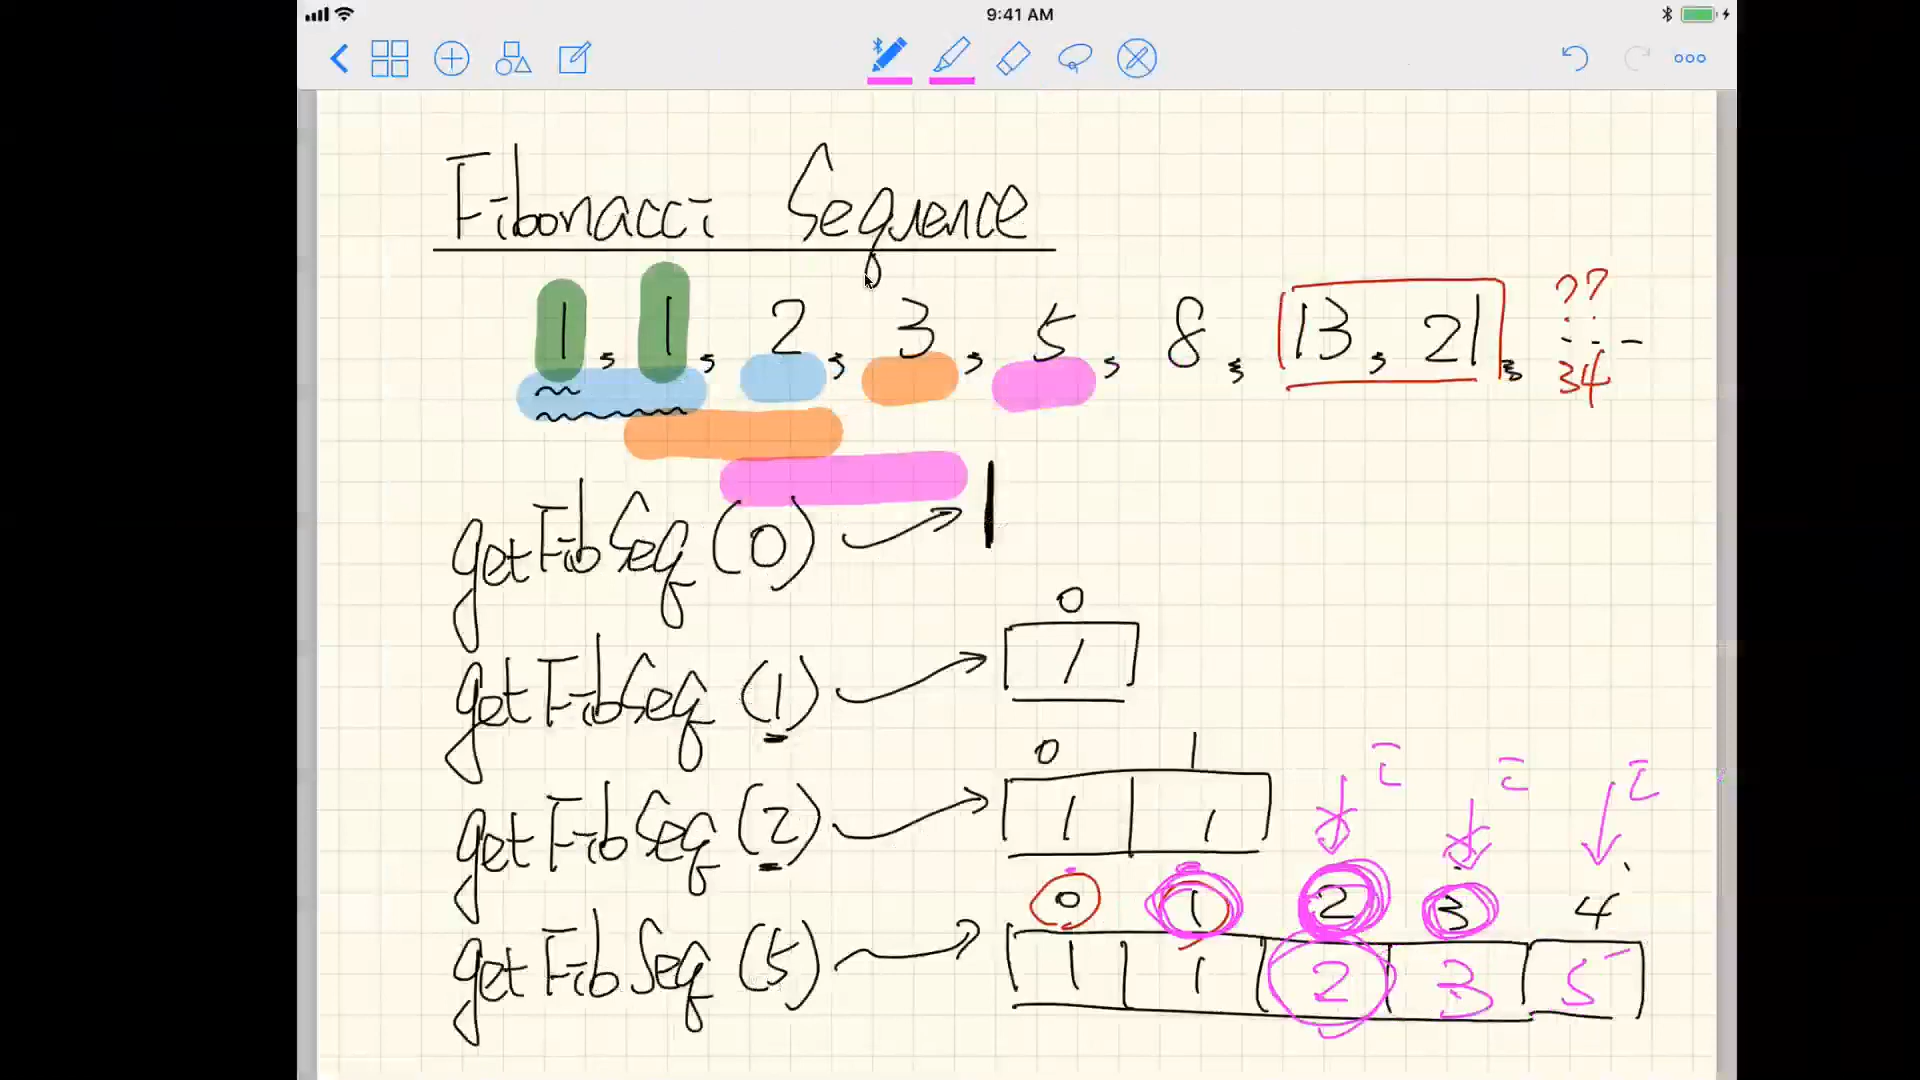 9:41 AM
Fibonacci Sequence
1, 1, 2, 3, 5, 8, 13, 21, ??
34
getFibSeq (0) → 1
0
getFibSeq (1) → 1
0 1
getFibSeq (2) → 1 1
i i i
0 1 2 3 4
getFibSeq (5) → 1 1 2 3 5